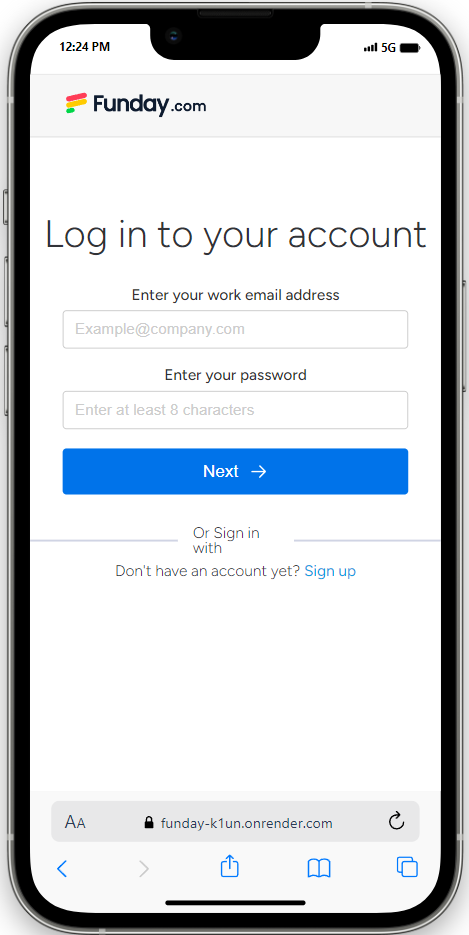 12:24 PM
5G
Funday.com
Log in to your account
Enter your work email address
Example@company.com
Enter your password
Enter at least 8 characters
Next →
Or Sign in
with
Don't have an account yet? Sign up
AA
funday-k1un.onrender.com